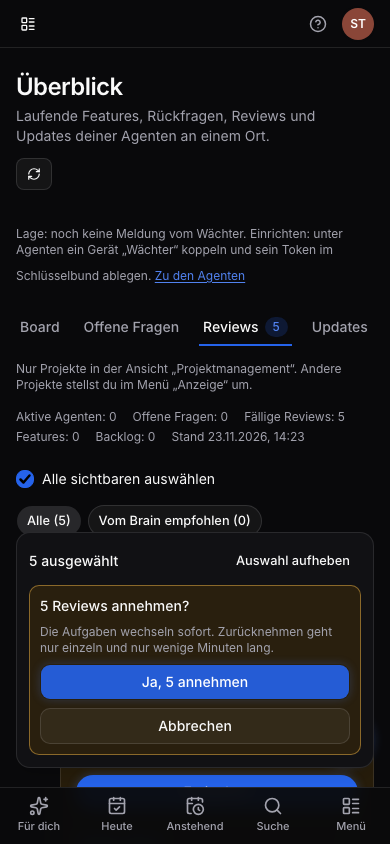 ST
Überblick
Laufende Features, Rückfragen, Reviews und
Updates deiner Agenten an einem Ort.
Lage: noch keine Meldung vom Wächter. Einrichten: unter
Agenten ein Gerät „Wächter“ koppeln und sein Token im
Schlüsselbund ablegen. Zu den Agenten
Board Offene Fragen Reviews 5 Updates
Nur Projekte in der Ansicht „Projektmanagement“. Andere
Projekte stellst du im Menü „Anzeige“ um.
Aktive Agenten: 0 Offene Fragen: 0 Fällige Reviews: 5
Features: 0 Backlog: 0 Stand 23.11.2026, 14:23
Alle sichtbaren auswählen
Alle (5) Vom Brain empfohlen (0)
5 ausgewählt Auswahl aufheben
5 Reviews annehmen?
Die Aufgaben wechseln sofort. Zurücknehmen geht
nur einzeln und nur wenige Minuten lang.
Ja, 5 annehmen
Abbrechen
Für dich Heute Anstehend Suche Menü